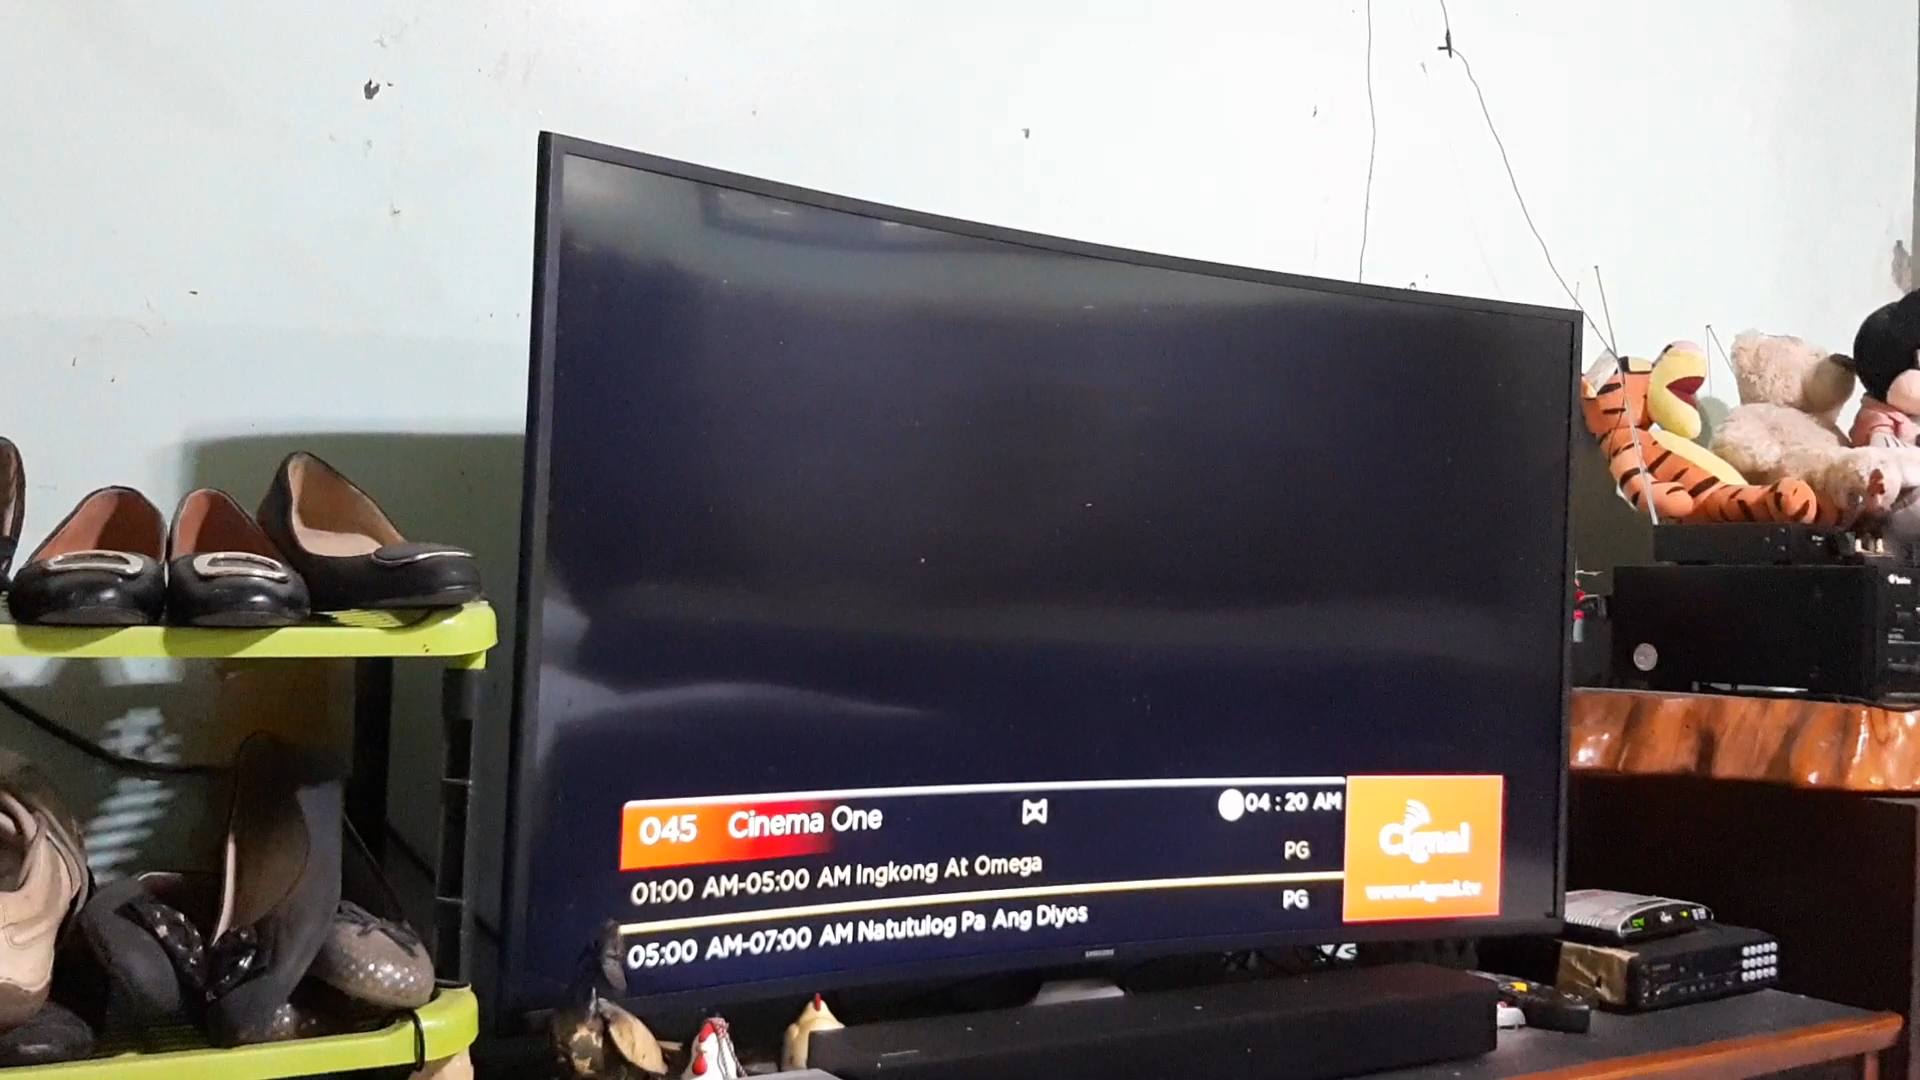 045 Cinema One 04:20 AM
01:00 AM-05:00 AM Ingkong At Omega PG
05:00 AM-07:00 AM Natutulog Pa Ang Diyos PG
Cignal
www.cignal.tv
SAMSUNG